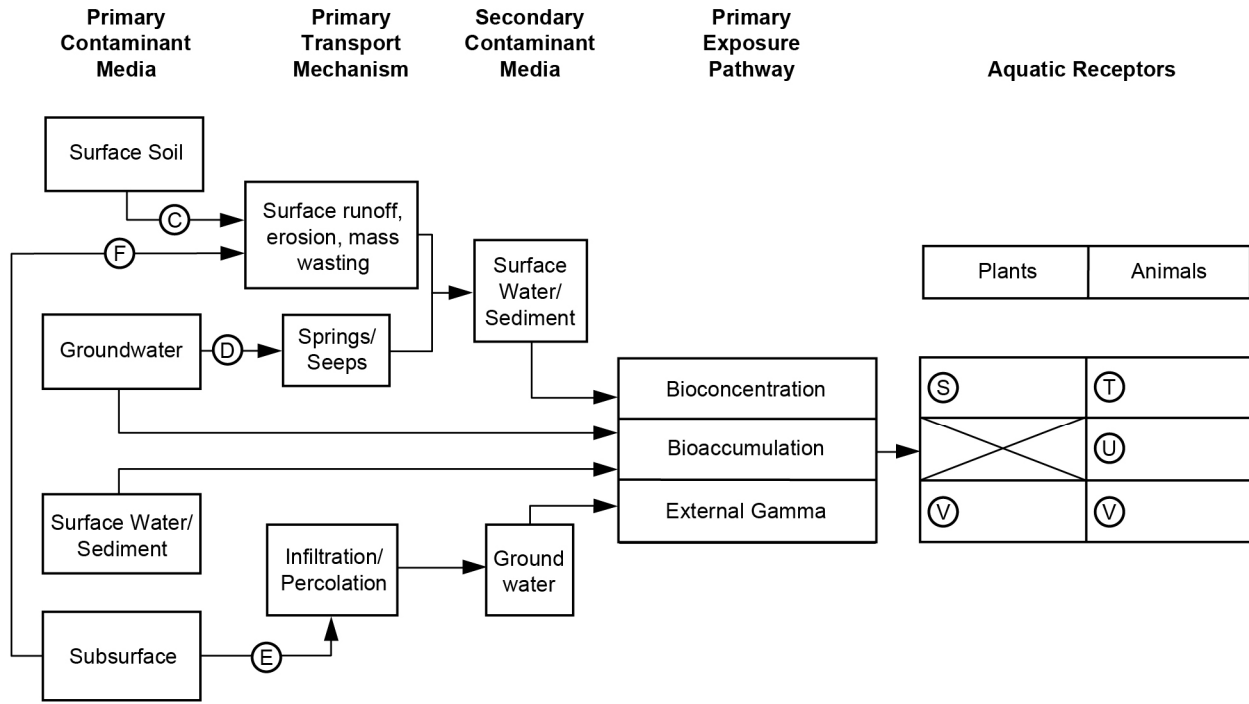 Primary
Contaminant
Media
Primary
Transport
Mechanism
Secondary
Contaminant
Media
Primary
Exposure
Pathway
Aquatic Receptors
Surface Soil
C
F
Surface runoff,
erosion, mass
wasting
Surface
Water/
Sediment
Plants
Animals
Groundwater
D
Springs/
Seeps
Bioconcentration
S
T
Bioaccumulation
U
External Gamma
V
V
Surface Water/
Sediment
Infiltration/
Percolation
Ground
water
Subsurface
E